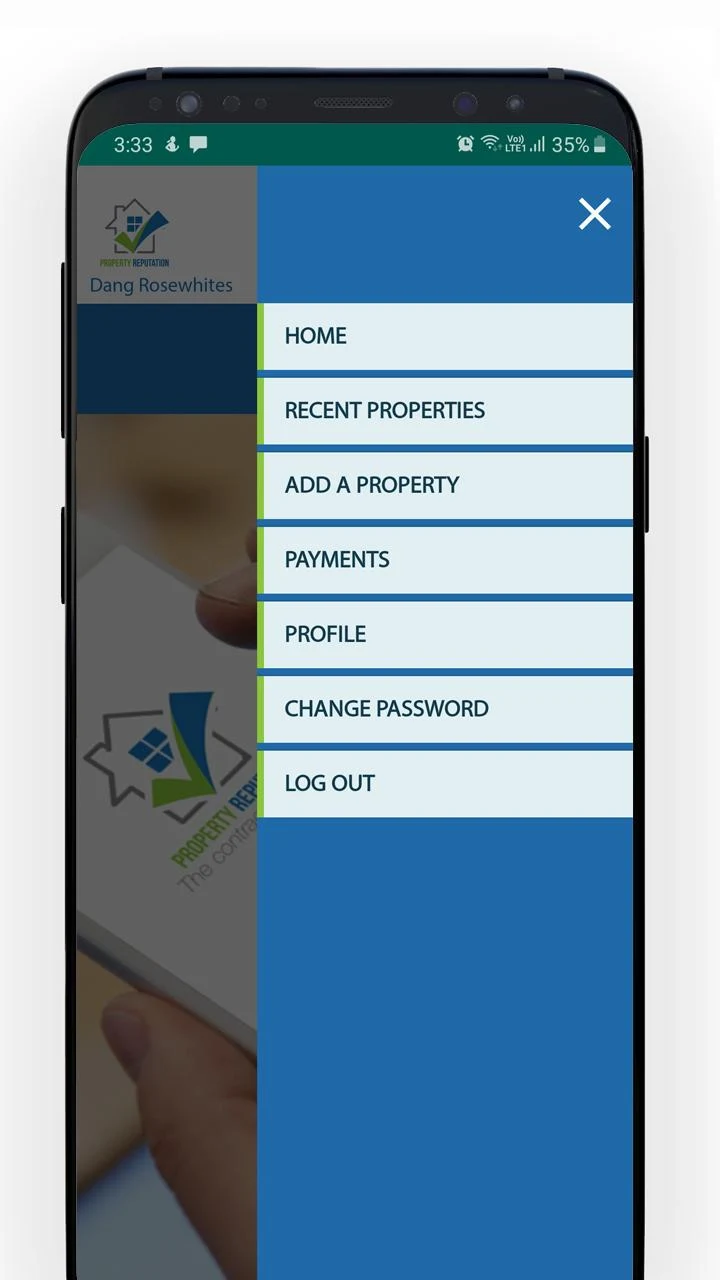 3:33
Vo))
LTE1
35%
PROPERTY REPUTATION
Dang Rosewhites
HOME
RECENT PROPERTIES
ADD A PROPERTY
PAYMENTS
PROFILE
CHANGE PASSWORD
LOG OUT
PROPERTY REPU
The contra